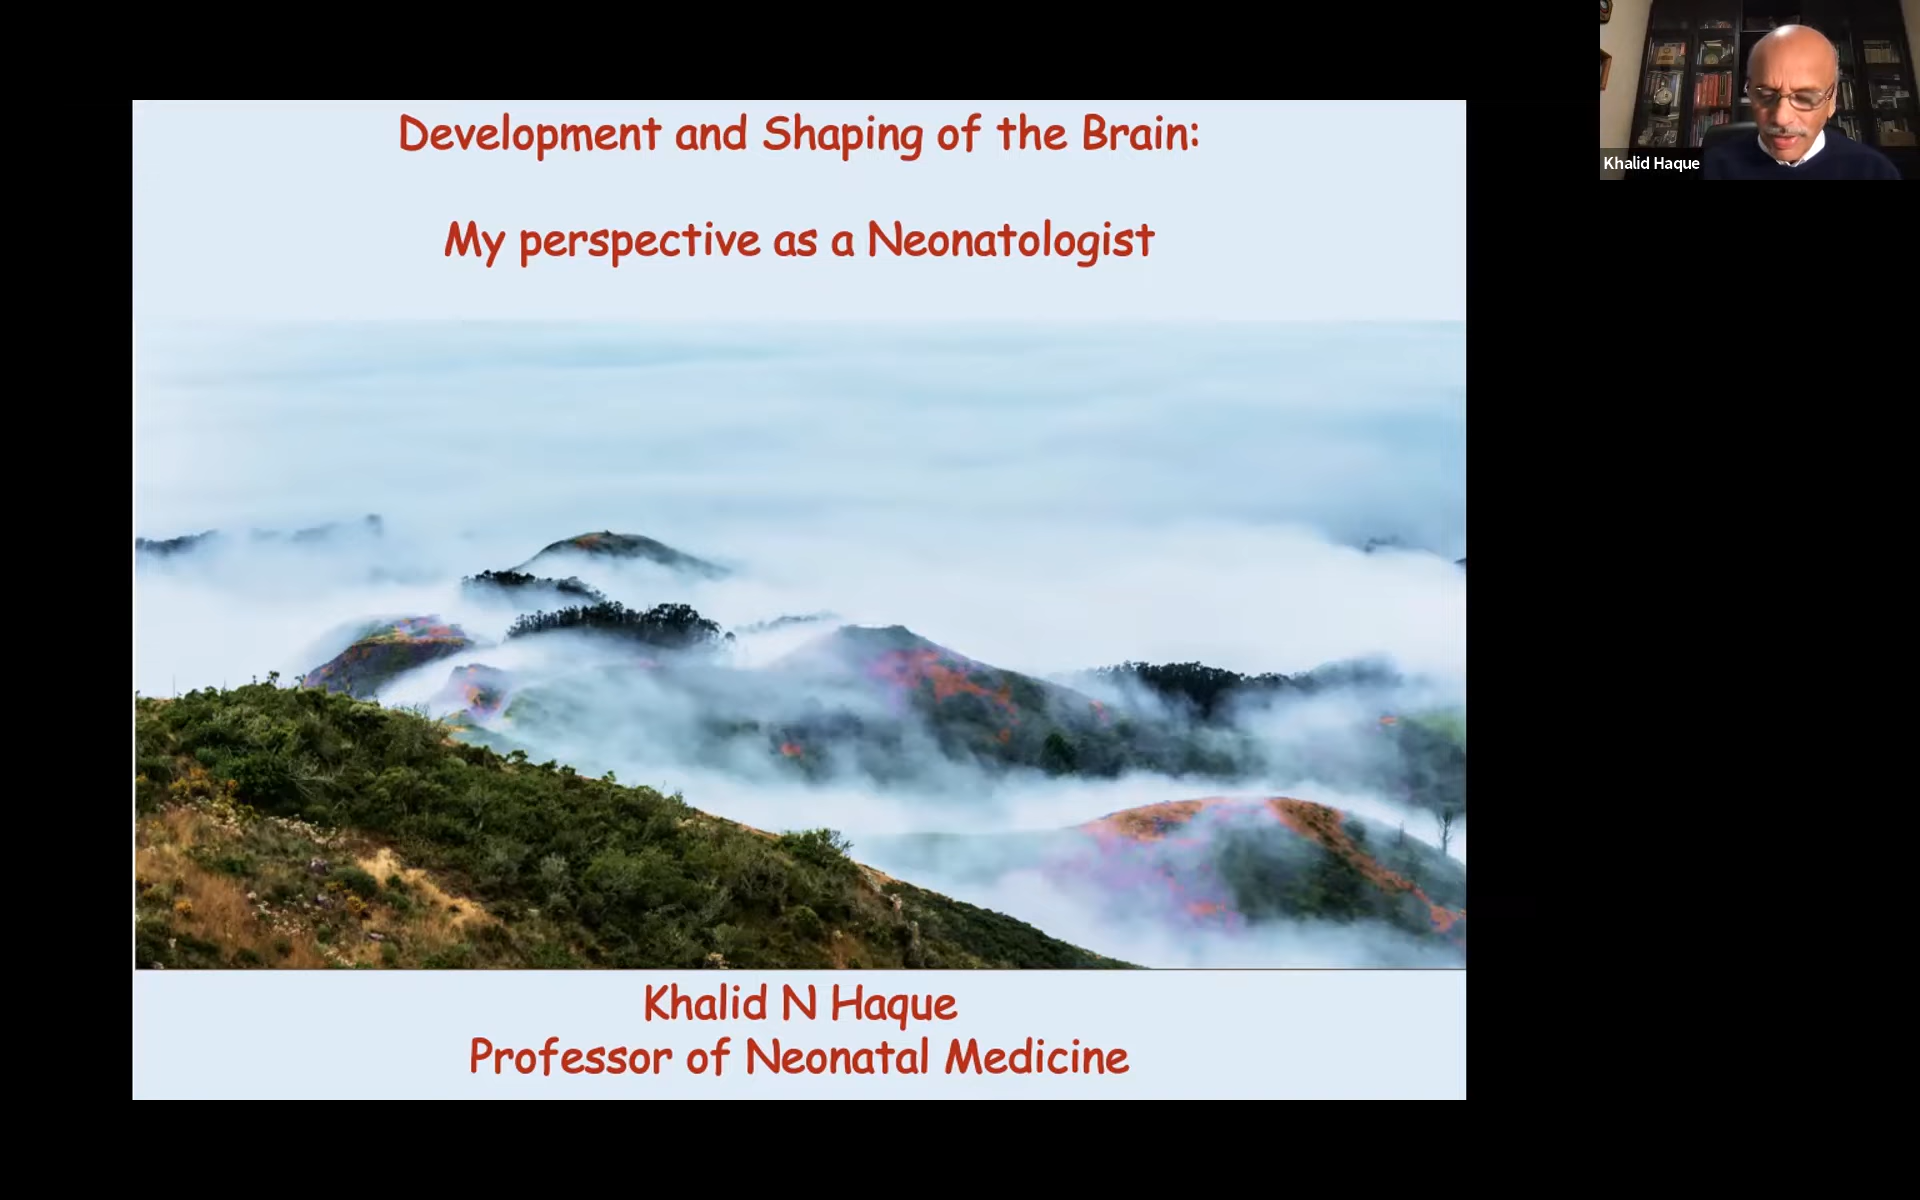 Development and Shaping of the Brain:
My perspective as a Neonatologist
Khalid N Haque
Professor of Neonatal Medicine
Khalid Haque